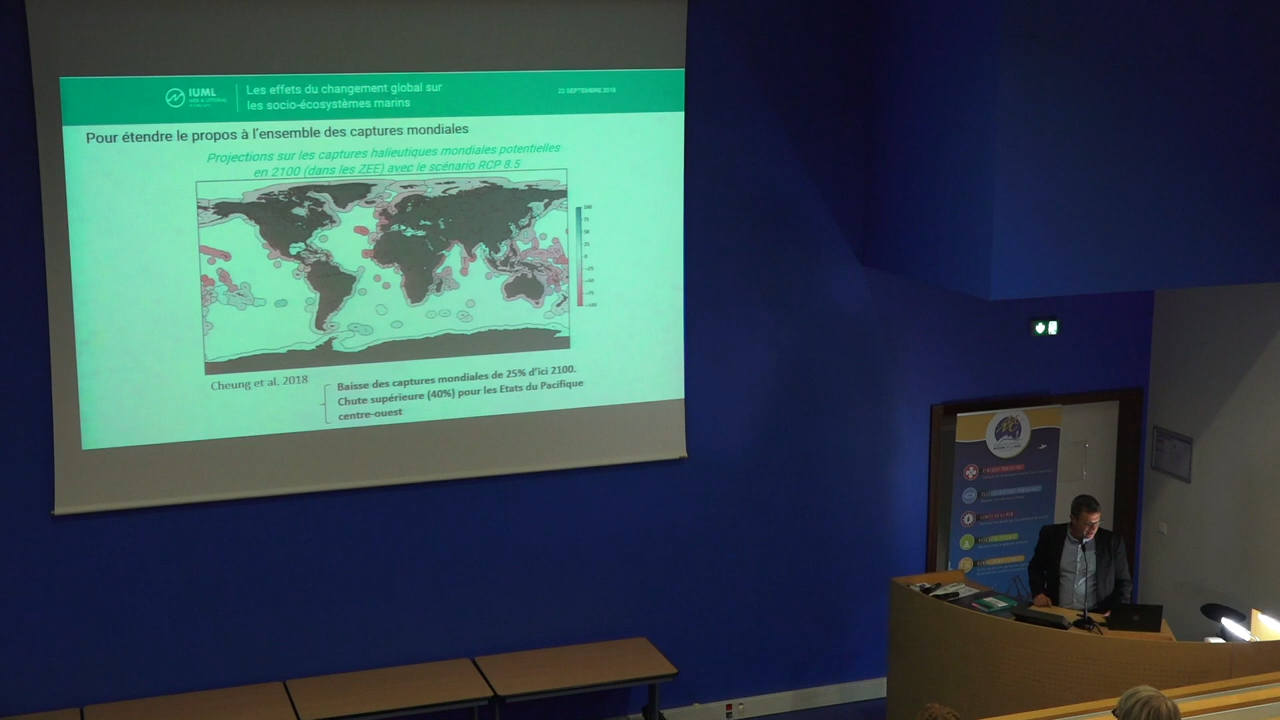 IUML
Les effets du changement global sur
les socio-écosystèmes marins
Pour étendre le propos à l'ensemble des captures mondiales
Projections sur les captures halieutiques mondiales potentielles
en 2100 (dans les ZEE) avec le scénario RCP 8.5
Cheung et al. 2018
Baisse des captures mondiales de 25% d'ici 2100.
Chute supérieure (40%) pour les Etats du Pacifique
centre-ouest